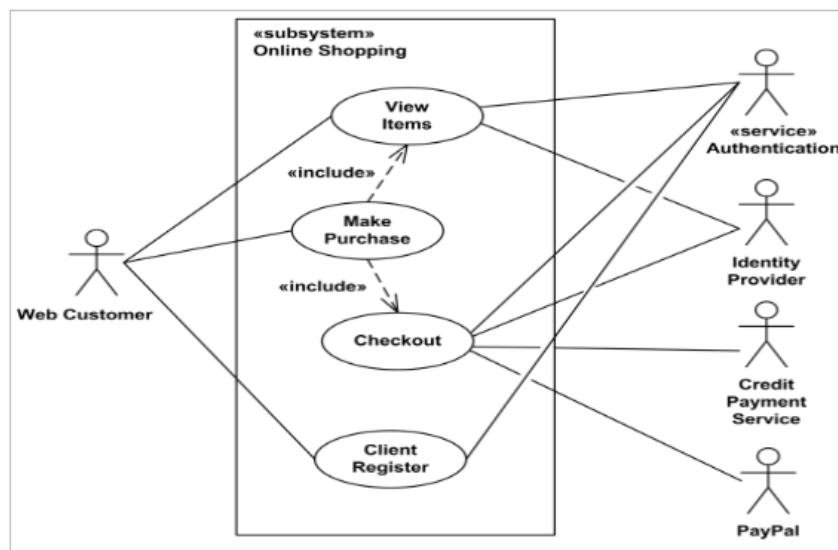 «subsystem»
Online Shopping
View
Items
«include»
Make
Purchase
«include»
Checkout
Client
Register
Web Customer
«service»
Authentication
Identity
Provider
Credit
Payment
Service
PayPal